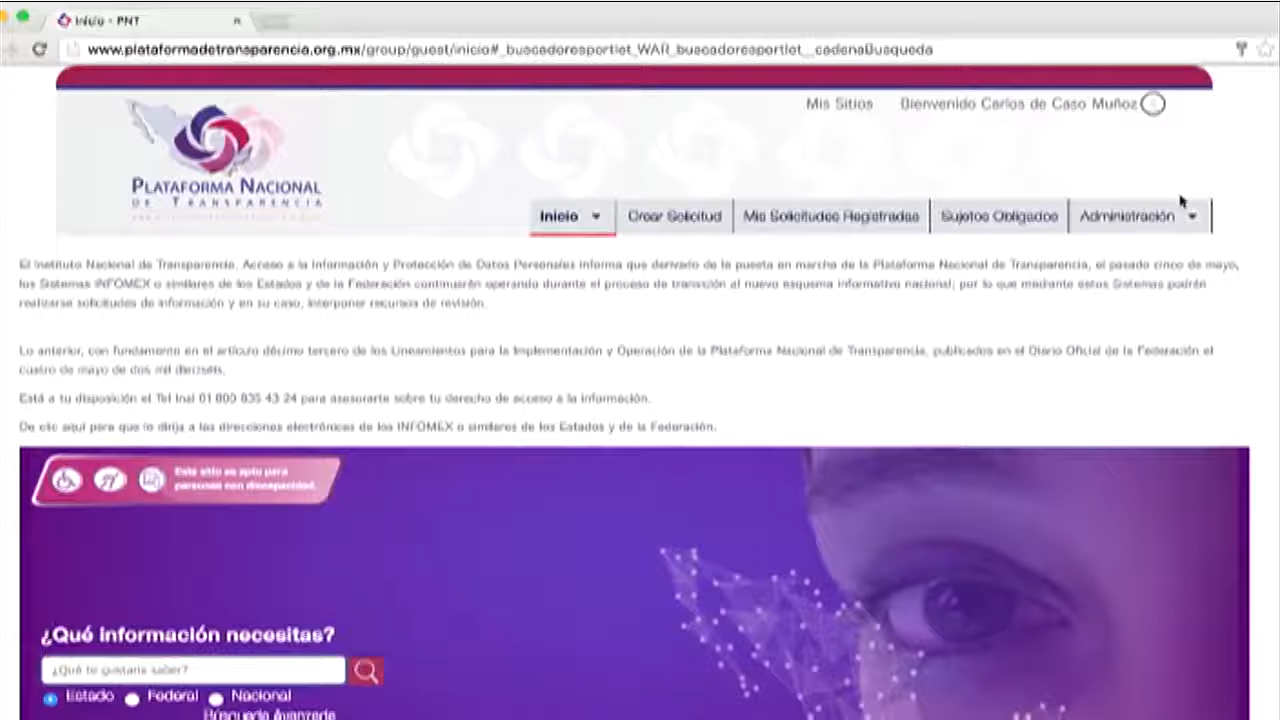 Inicio - PNT
www.plataformadetransparencia.org.mx/group/guest/inicio#_buscadoresportlet_WAR_buscadoresportlet__cadenaBusqueda
Mis Sitios Bienvenido Carlos de Caso Muñoz
PLATAFORMA NACIONAL
DE TRANSPARENCIA
Inicio Crear Solicitud Mis Solicitudes Registradas Sujetos Obligados Administración
El Instituto Nacional de Transparencia, Acceso a la Información y Protección de Datos Personales informa que derivado de la puesta en marcha de la Plataforma Nacional de Transparencia, el pasado cinco de mayo,
los Sistemas INFOMEX o similares de los Estados y de la Federación continuarán operando durante el proceso de transición al nuevo esquema informativo nacional; por lo que mediante estos Sistemas podrán
realizarse solicitudes de información y en su caso, interponer recursos de revisión.
Lo anterior, con fundamento en el artículo décimo tercero de los Lineamientos para la Implementación y Operación de la Plataforma Nacional de Transparencia, publicados en el Diario Oficial de la Federación el
cuatro de mayo de dos mil dieciséis.
Está a tu disposición el Tel Inai 01 800 835 43 24 para asesorarte sobre tu derecho de acceso a la información.
De clic aquí para que lo dirija a las direcciones electrónicas de los INFOMEX o similares de los Estados y de la Federación.
Este sitio es apto para
personas con discapacidad.
¿Qué información necesitas?
¿Qué te gustaría saber?
Estado Federal Nacional
Búsqueda Avanzada